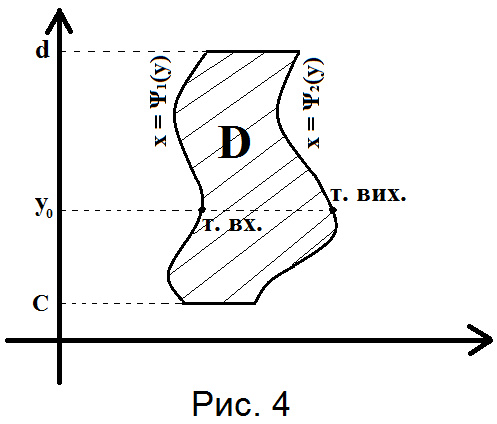 d
x = Ψ₁(y)
x = Ψ₂(y)
D
y₀
т. вх.
т. вих.
C
Рис. 4